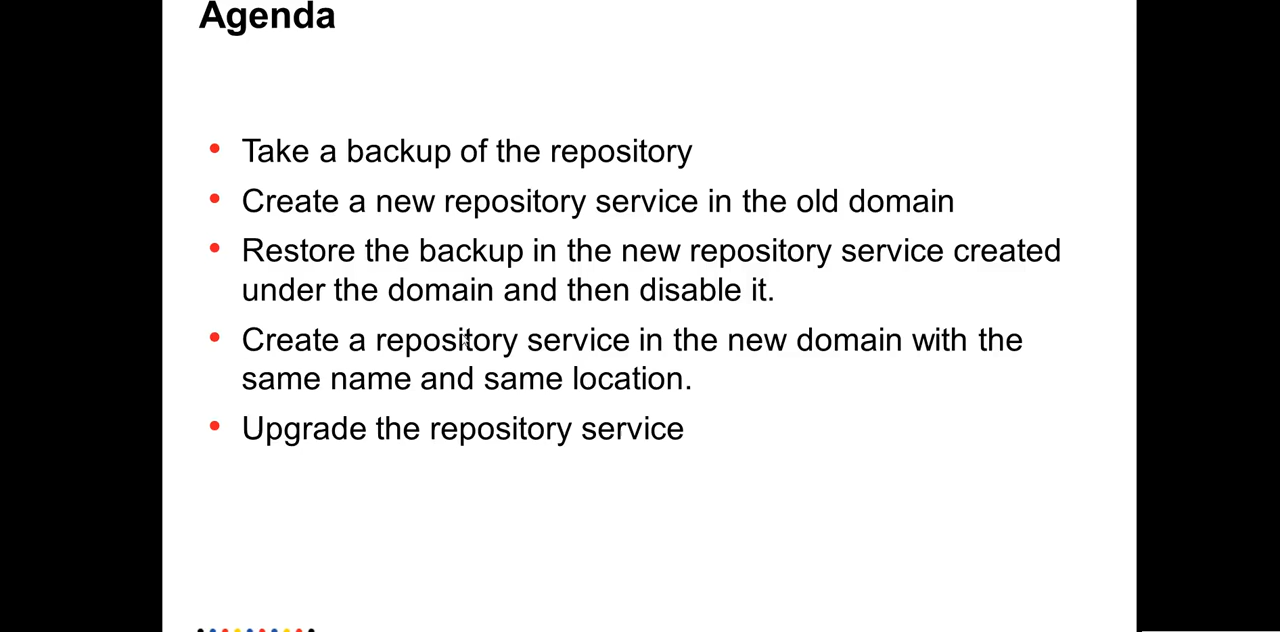 Agenda
Take a backup of the repository
Create a new repository service in the old domain
Restore the backup in the new repository service created
under the domain and then disable it.
Create a repository service in the new domain with the
same name and same location.
Upgrade the repository service